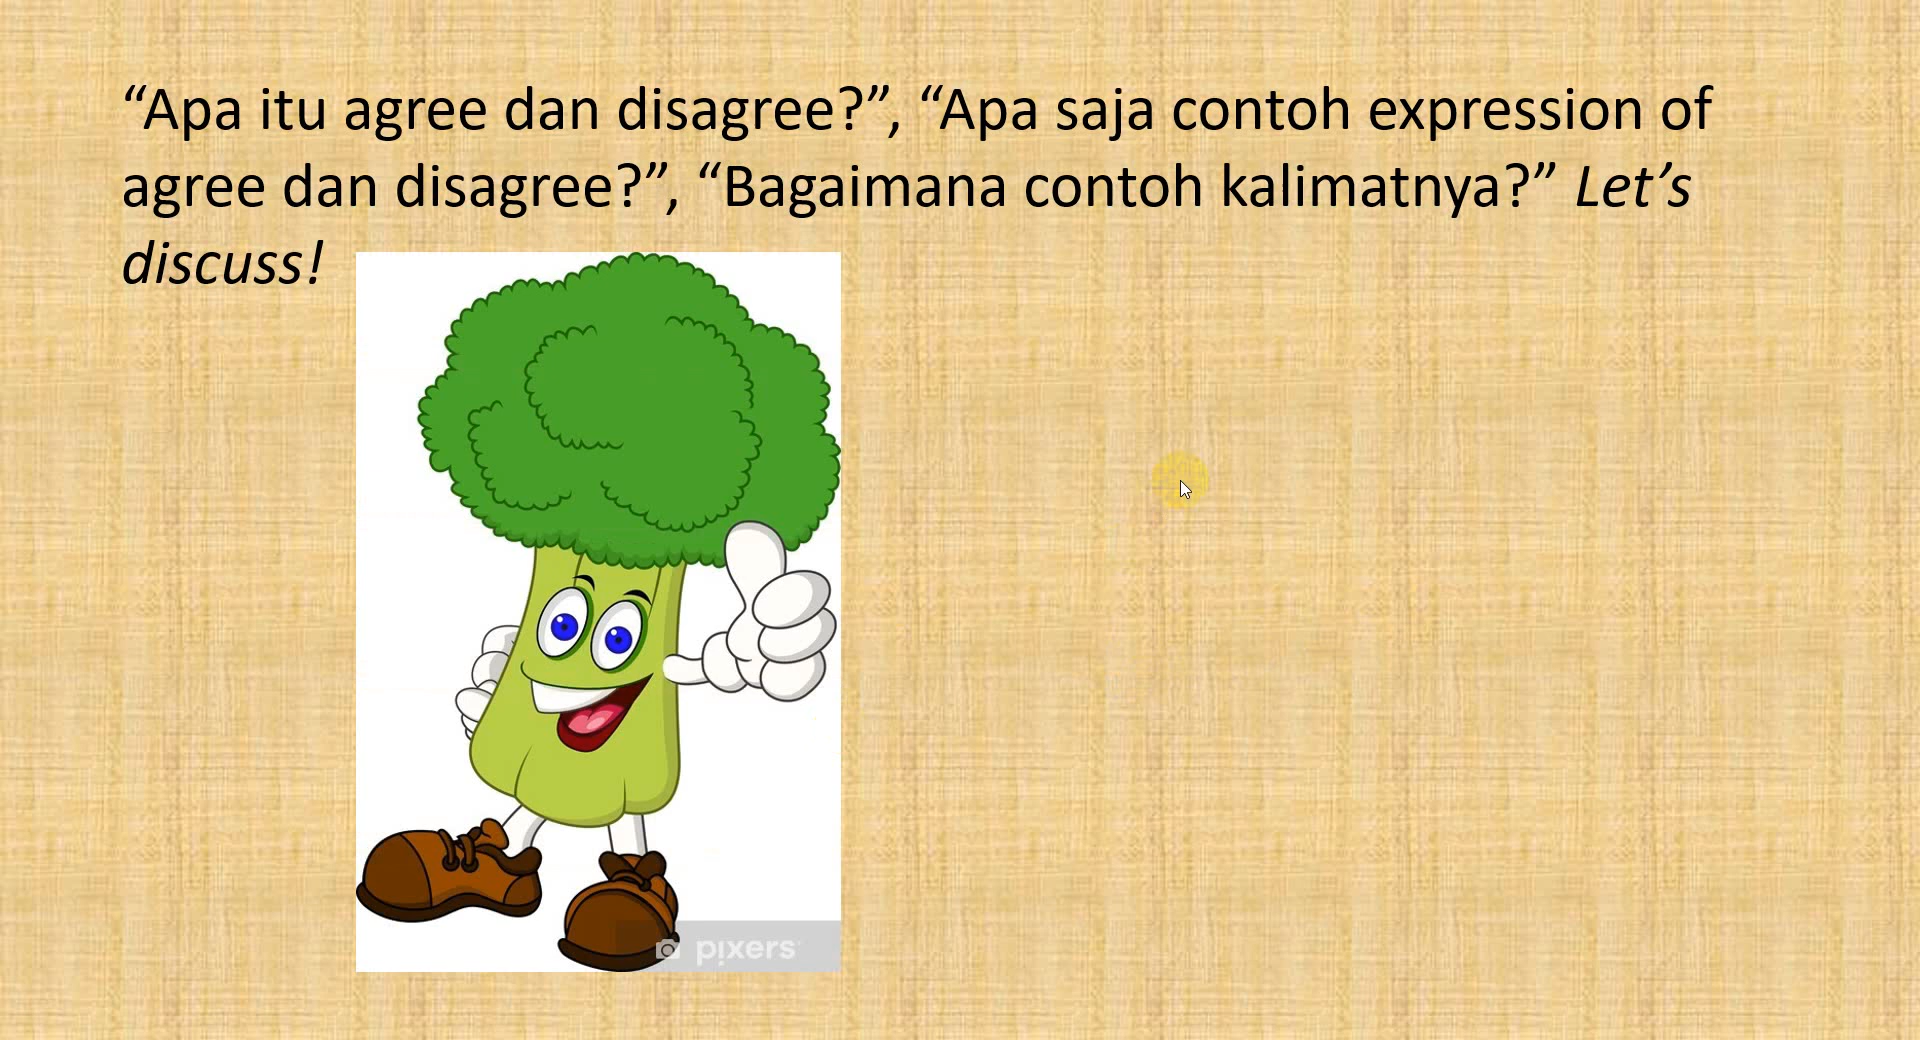 “Apa itu agree dan disagree?”, “Apa saja contoh expression of
agree dan disagree?”, “Bagaimana contoh kalimatnya?” Let’s
discuss!
pixers